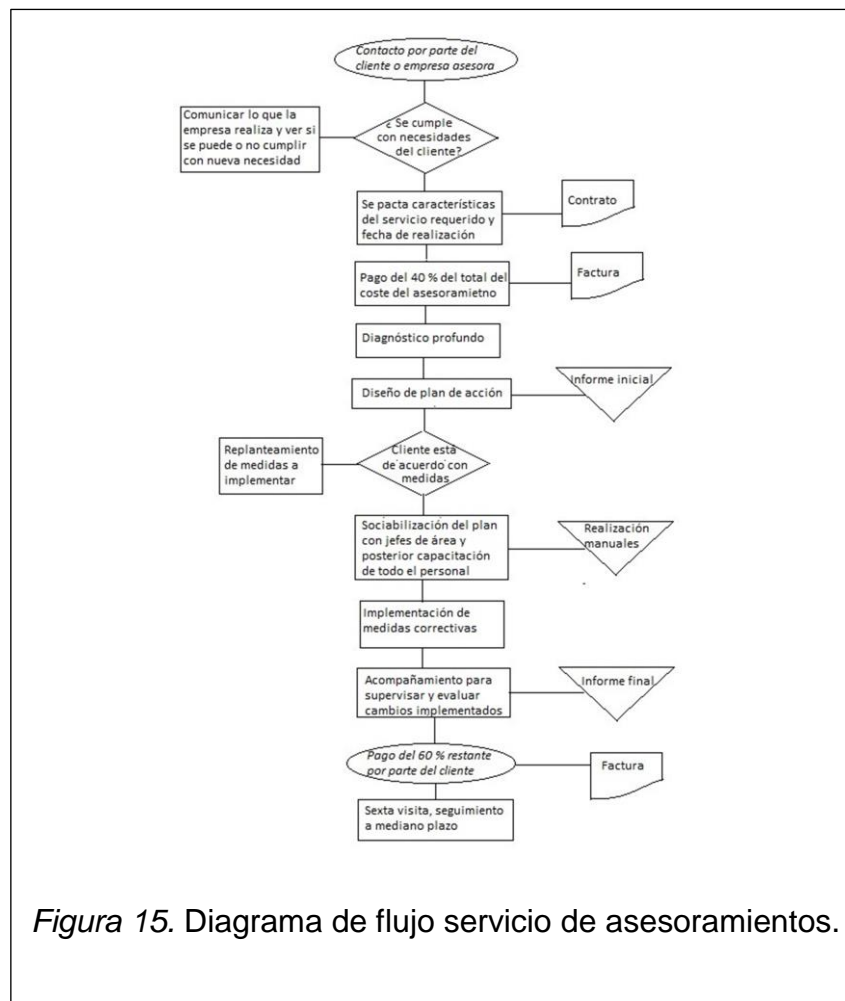 Contacto por parte del
cliente o empresa asesora
Comunicar lo que la
empresa realiza y ver si
se puede o no cumplir
con nueva necesidad
¿ Se cumple
con necesidades
del cliente?
Se pacta características
del servicio requerido y
fecha de realización
Contrato
Pago del 40 % del total del
coste del asesoramietno
Factura
Diagnóstico profundo
Diseño de plan de acción
Informe inicial
Replanteamiento
de medidas a
implementar
Cliente está
de acuerdo con
medidas
Sociabilización del plan
con jefes de área y
posterior capacitación
de todo el personal
Realización
manuales
Implementación de
medidas correctivas
Acompañamiento para
supervisar y evaluar
cambios implementados
Informe final
Pago del 60 % restante
por parte del cliente
Factura
Sexta visita, seguimiento
a mediano plazo
Figura 15. Diagrama de flujo servicio de asesoramientos.